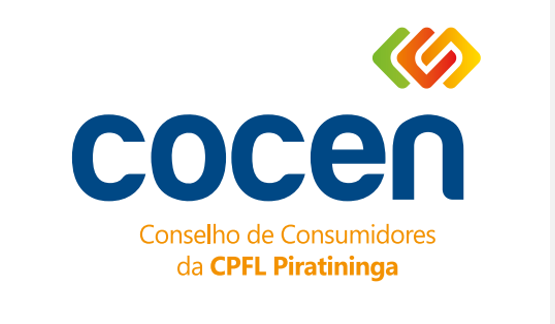 cocen
Conselho de Consumidores
da CPFL Piratininga